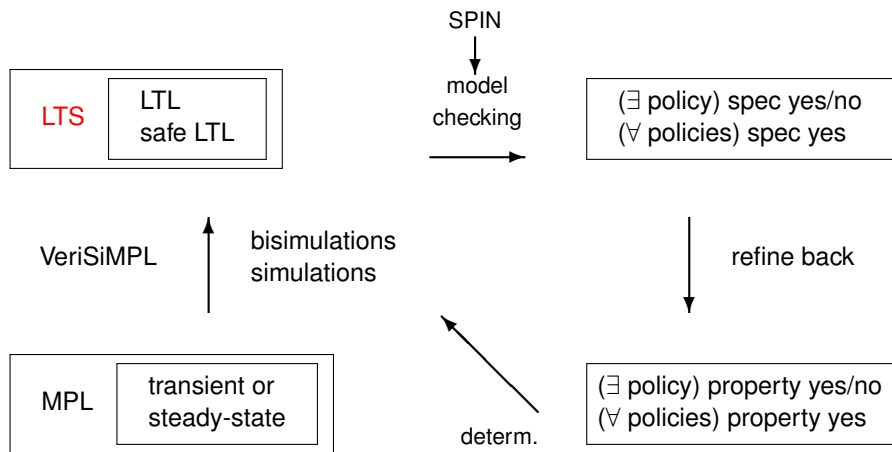 SPIN
model
checking
LTS
LTL
safe LTL
(∃ policy) spec yes/no
(∀ policies) spec yes
VeriSiMPL
bisimulations
simulations
refine back
MPL
transient or
steady-state
determ.
(∃ policy) property yes/no
(∀ policies) property yes